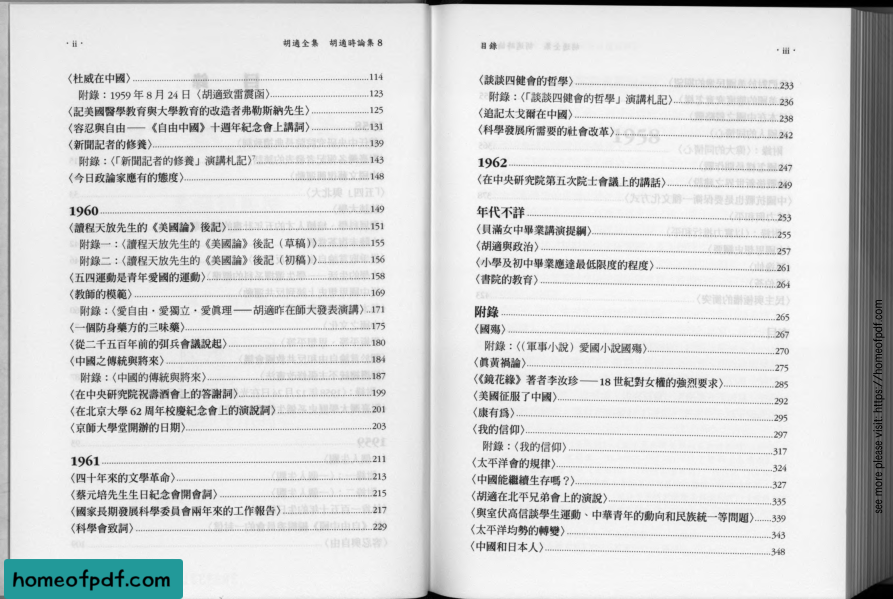 · ii ·
胡適全集 胡適時論集 8
〈杜威在中國〉114
附錄:1959 年 8 月 24 日〈胡適致雷震函〉123
〈記美國醫學教育與大學教育的改造者弗勒斯納先生〉125
〈容忍與自由——《自由中國》十週年紀念會上講詞〉131
〈新聞記者的修養〉139
附錄:〈「新聞記者的修養」演講札記〉143
〈今日政論家應有的態度〉148
1960149
〈讀程天放先生的《美國論》後記〉151
附錄一:〈讀程天放先生的《美國論》後記(草稿)〉155
附錄二:〈讀程天放先生的《美國論》後記(初稿)〉156
〈五四運動是青年愛國的運動〉158
〈教師的模範〉169
附錄:〈愛自由・愛獨立・愛眞理——胡適昨在師大發表演講〉171
〈一個防身藥方的三味藥〉175
〈從二千五百年前的弭兵會議說起〉180
〈中國之傳統與將來〉184
附錄:〈中國的傳統與將來〉187
〈在中央研究院祝壽酒會上的答謝詞〉199
〈在北京大學 62 周年校慶紀念會上的演說詞〉201
〈京師大學堂開辦的日期〉203
1961211
〈四十年來的文學革命〉213
〈蔡元培先生生日紀念會開會詞〉215
〈國家長期發展科學委員會兩年來的工作報告〉217
〈科學會致詞〉229
目錄
· iii ·
〈談談四健會的哲學〉233
附錄:〈「談談四健會的哲學」演講札記〉236
〈追記太戈爾在中國〉238
〈科學發展所需要的社會改革〉242
1962247
〈在中央研究院第五次院士會議上的講話〉249
年代不詳253
〈貝滿女中畢業講演提綱〉255
〈胡適與政治〉257
〈小學及初中畢業應達最低限度的程度〉261
〈書院的教育〉264
附錄265
〈國殤〉267
附錄:〈(軍事小說)愛國小說國殤〉270
〈眞黃禍論〉275
〈《鏡花緣》著者李汝珍——18 世紀對女權的強烈要求〉285
〈美國征服了中國〉292
〈康有爲〉295
〈我的信仰〉297
附錄:〈我的信仰〉317
〈太平洋會的規律〉324
〈中國能繼續生存嗎?〉327
〈胡適在北平兄弟會上的演說〉335
〈與室伏高信談學生運動、中華青年的動向和民族統一等問題〉339
〈太平洋均勢的轉變〉343
〈中國和日本人〉348
see more please visit: https://homeofpdf.com
homeofpdf.com